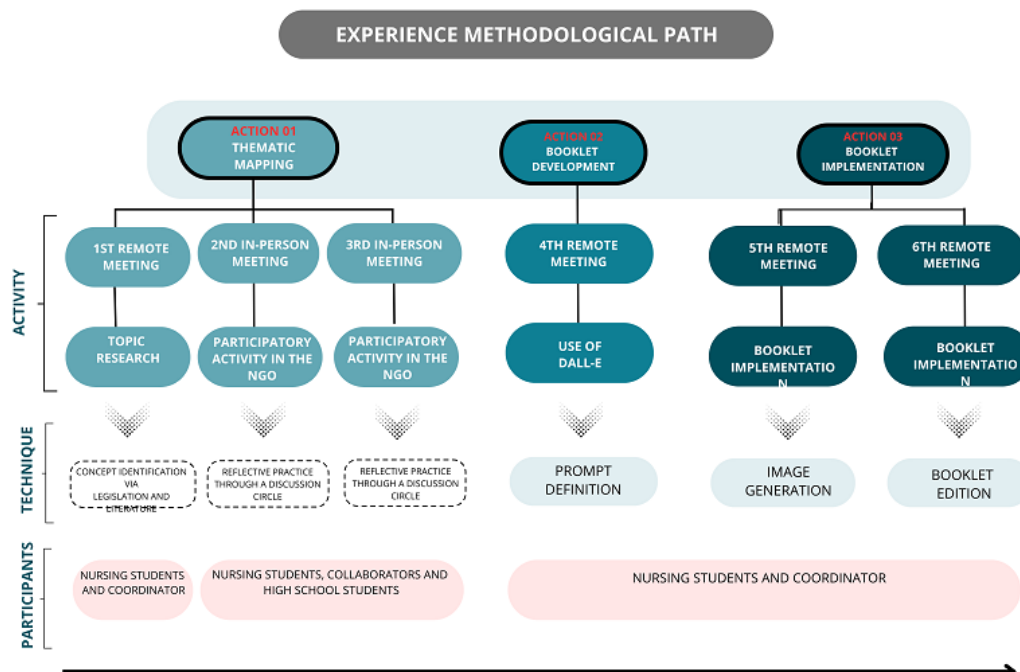 EXPERIENCE METHODOLOGICAL PATH
ACTION 01
THEMATIC
MAPPING
ACTION 02
BOOKLET
DEVELOPMENT
ACTION 03
BOOKLET
IMPLEMENTATION
ACTIVITY
1ST REMOTE
MEETING
2ND IN-PERSON
MEETING
3RD IN-PERSON
MEETING
4TH REMOTE
MEETING
5TH REMOTE
MEETING
6TH REMOTE
MEETING
TOPIC
RESEARCH
PARTICIPATORY
ACTIVITY IN THE
NGO
PARTICIPATORY
ACTIVITY IN THE
NGO
USE OF
DALL-E
BOOKLET
IMPLEMENTATIO
N
BOOKLET
IMPLEMENTATIO
N
TECHNIQUE
CONCEPT IDENTIFICATION
VIA
LEGISLATION AND
LITERATURE
REFLECTIVE PRACTICE
THROUGH A DISCUSSION
CIRCLE
REFLECTIVE PRACTICE
THROUGH A DISCUSSION
CIRCLE
PROMPT
DEFINITION
IMAGE
GENERATION
BOOKLET
EDITION
PARTICIPANTS
NURSING STUDENTS
AND COORDINATOR
NURSING STUDENTS, COLLABORATORS AND
HIGH SCHOOL STUDENTS
NURSING STUDENTS AND COORDINATOR